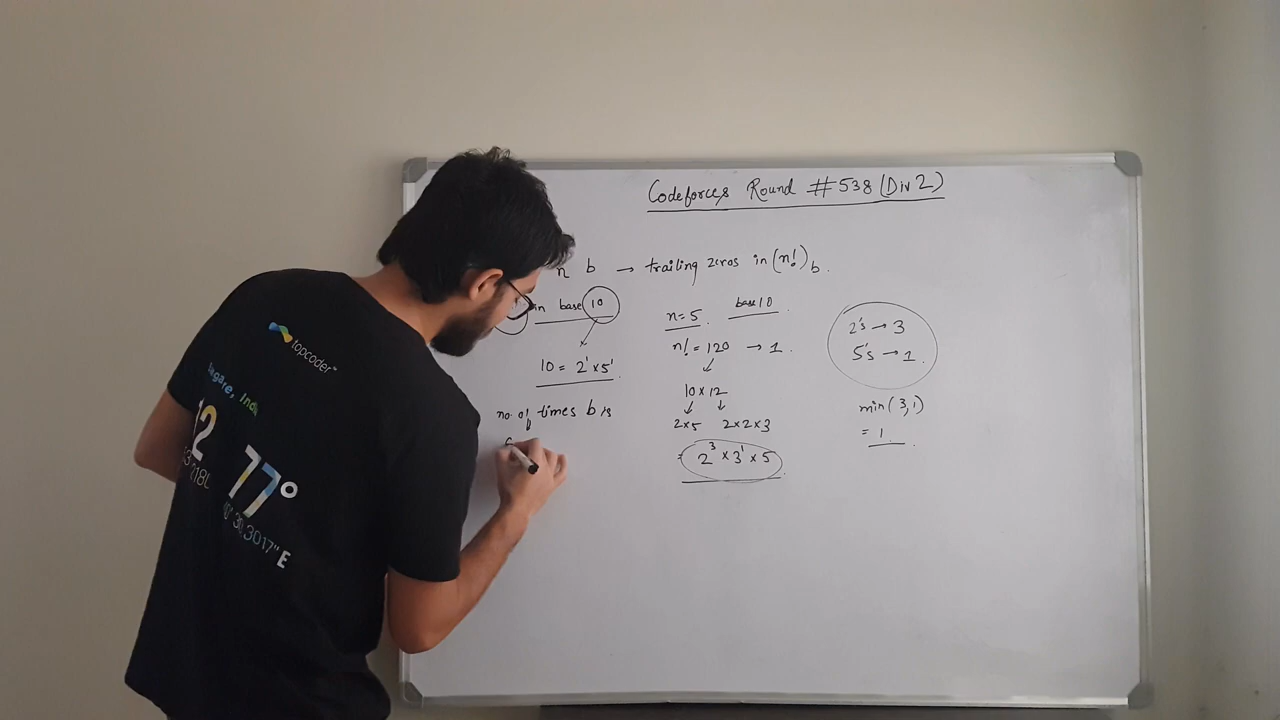 Codeforces Round #538 (Div 2)
n b → trailing zeros in (n!)b.
in base 10
10 = 2¹ × 5¹
no. of times b is
n = 5. base 10
n! = 120 → 1.
10 × 12
2×5 2×2×3
= 2³ × 3¹ × 5
2's → 3
5's → 1.
min(3,1)
= 1.
topcoder™
77°
E